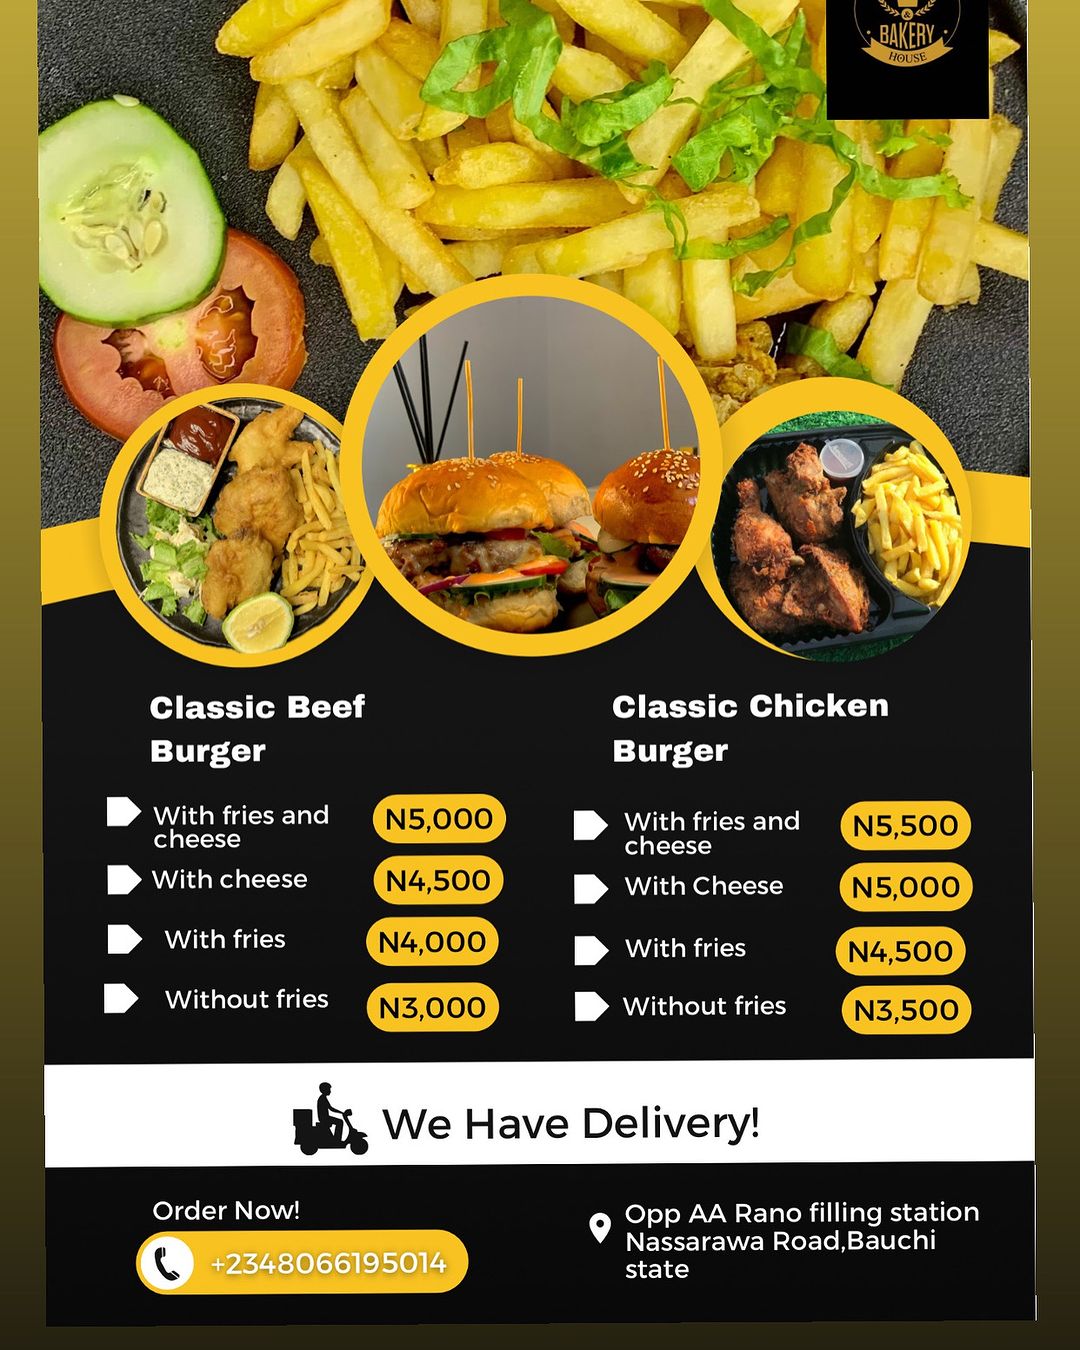 &
BAKERY
HOUSE
Classic Beef
Burger
With fries and
cheese
N5,000
With cheese
N4,500
With fries
N4,000
Without fries
N3,000
Classic Chicken
Burger
With fries and
cheese
N5,500
With Cheese
N5,000
With fries
N4,500
Without fries
N3,500
We Have Delivery!
Order Now!
+2348066195014
Opp AA Rano filling station
Nassarawa Road,Bauchi
state